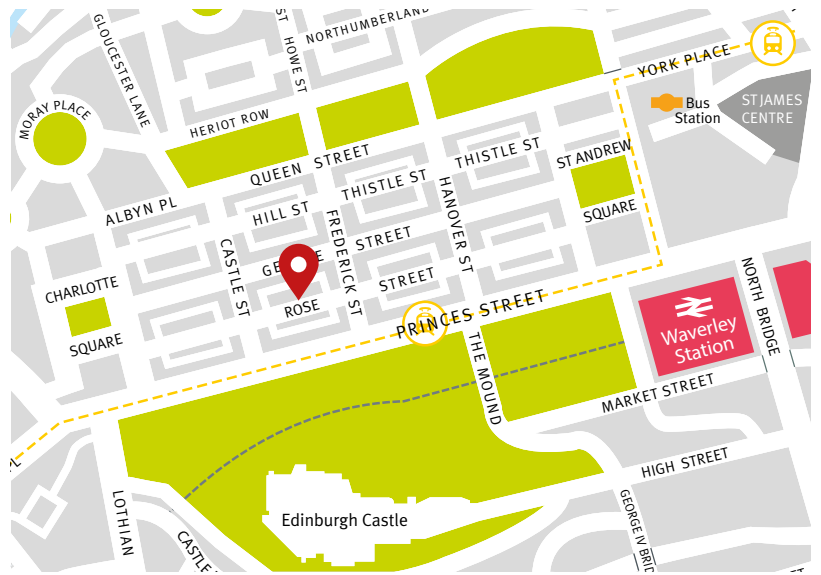 GLOUCESTER LANE
ST
HOWE ST
NORTHUMBERLAND
YORK PLACE
MORAY PLACE
HERIOT ROW
Bus
Station
ST JAMES
CENTRE
QUEEN STREET
THISTLE ST
THISTLE ST
ST ANDREW
SQUARE
ALBYN PL
HILL ST
HANOVER ST
FREDERICK ST
CASTLE ST
STREET
CHARLOTTE
SQUARE
ROSE
STREET
PRINCES STREET
NORTH BRIDGE
Waverley
Station
THE MOUND
MARKET STREET
HIGH STREET
PL
LOTHIAN
CASTLE
Edinburgh Castle
GEORGE IV BRID